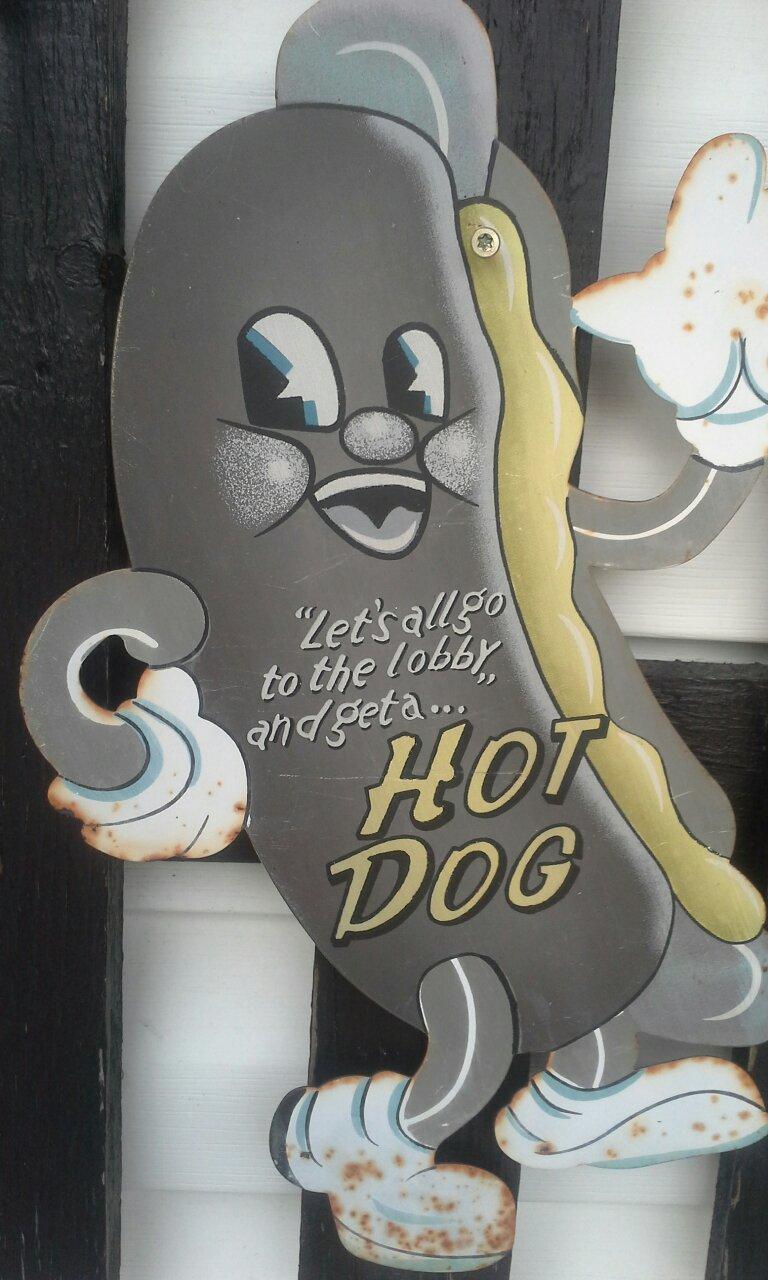 "Let's all go
to the lobby,
and get a...
HOT
DOG